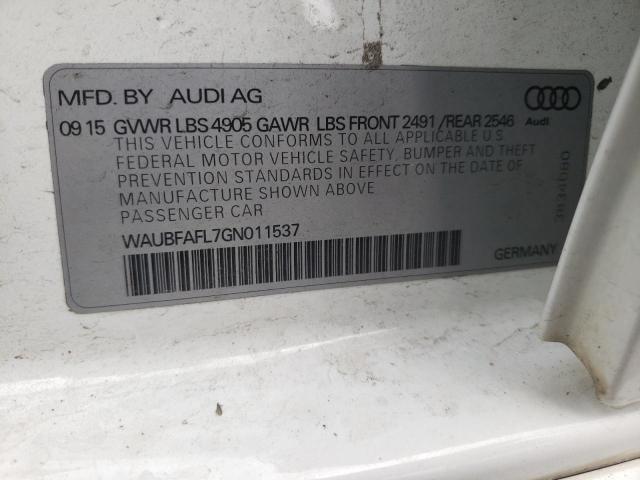 MFD. BY AUDI AG
Audi
09 15 GVWR LBS 4905 GAWR LBS FRONT 2491 /REAR 2546
THIS VEHICLE CONFORMS TO ALL APPLICABLE U.S
FEDERAL MOTOR VEHICLE SAFETY, BUMPER AND THEFT
PREVENTION STANDARDS IN EFFECT ON THE DATE OF
MANUFACTURE SHOWN ABOVE
PASSENGER CAR
WAUBFAFL7GN011537
GERMANY